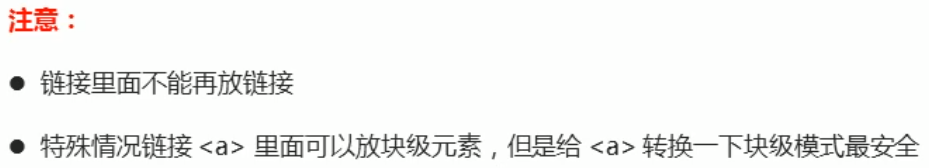 注意：
● 链接里面不能再放链接
● 特殊情况链接 <a> 里面可以放块级元素，但是给 <a> 转换一下块级模式最安全